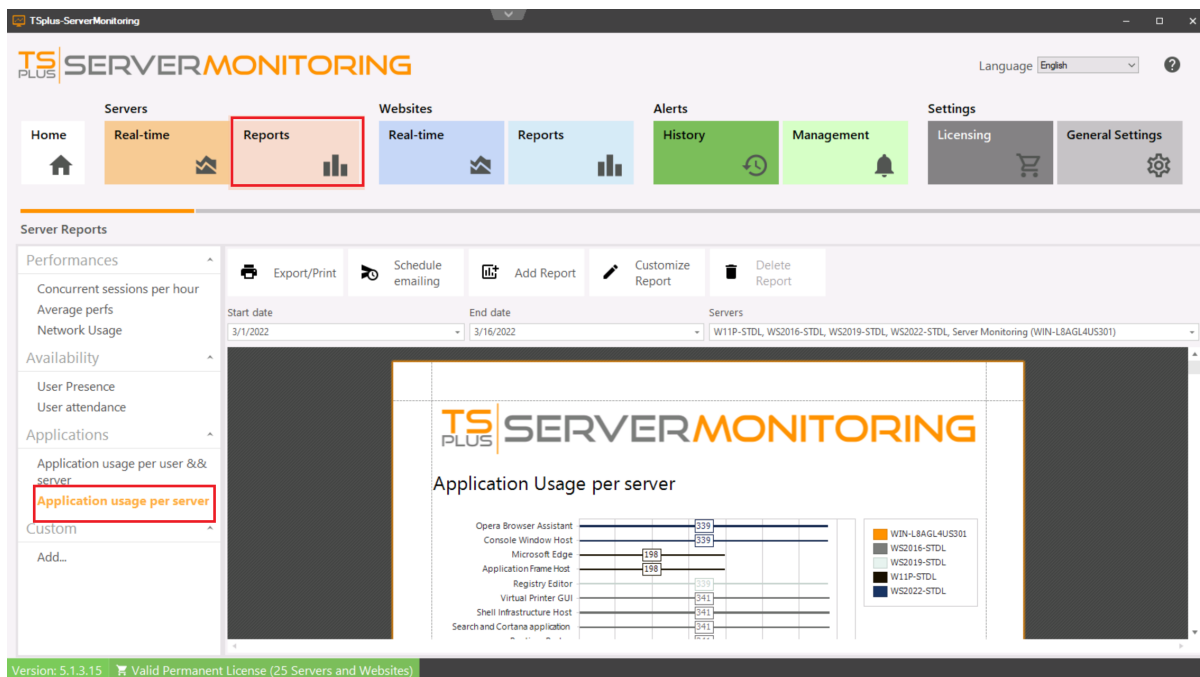 TSplus-ServerMonitoring
TS PLUS SERVERMONITORING
Language English
Servers
Websites
Alerts
Settings
Home
Real-time
Reports
Real-time
Reports
History
Management
Licensing
General Settings
Server Reports
Performances
Concurrent sessions per hour
Average perfs
Network Usage
Availability
User Presence
User attendance
Applications
Application usage per user &&
server
Application usage per server
Custom
Add...
Export/Print
Schedule
emailing
Add Report
Customize
Report
Delete
Report
Start date
End date
Servers
3/1/2022
3/16/2022
W11P-STDL, WS2016-STDL, WS2019-STDL, WS2022-STDL, Server Monitoring (WIN-L8AGL4US301)
TS PLUS SERVERMONITORING
Application Usage per server
Opera Browser Assistant 339
Console Window Host 339
Microsoft Edge 198
Application Frame Host 198
Registry Editor 339
Virtual Printer GUI 341
Shell Infrastructure Host 341
Search and Cortana application 341
WIN-L8AGL4US301
WS2016-STDL
WS2019-STDL
W11P-STDL
WS2022-STDL
Version: 5.1.3.15
Valid Permanent License (25 Servers and Websites)